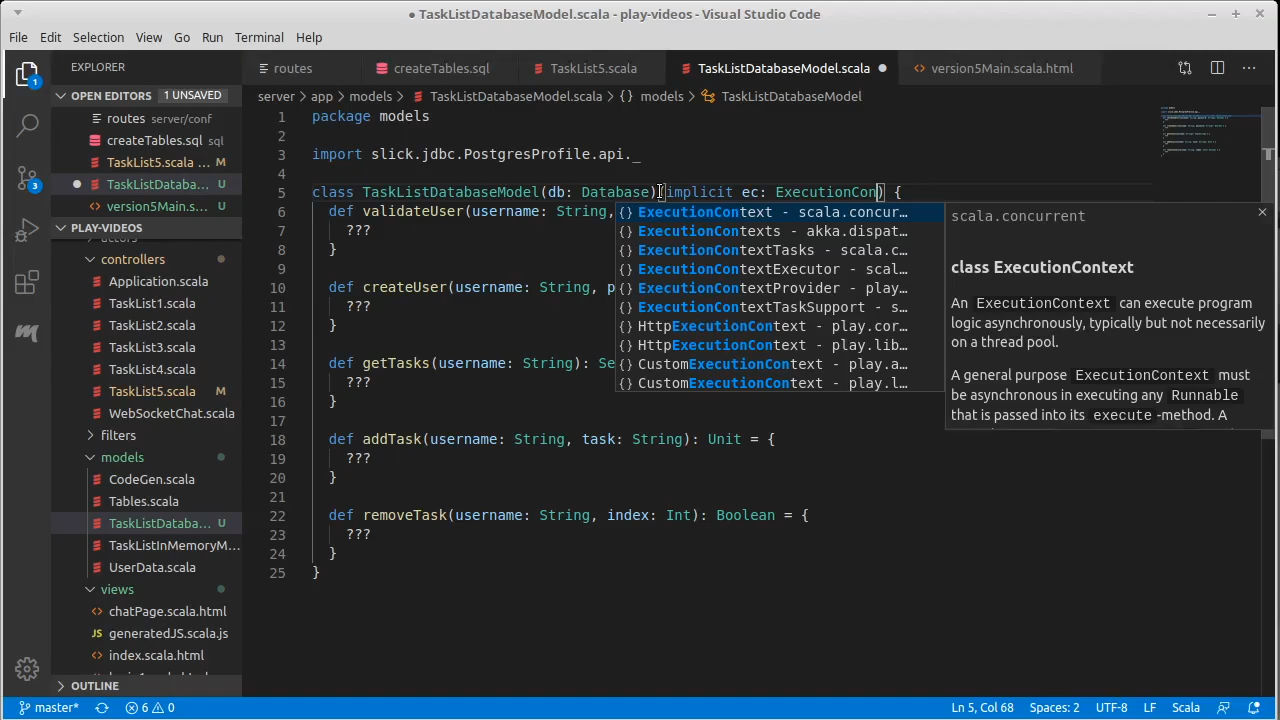 ● TaskListDatabaseModel.scala - play-videos - Visual Studio Code
File Edit Selection View Go Run Terminal Help
EXPLORER
routes
createTables.sql
TaskList5.scala
TaskListDatabaseModel.scala ●
version5Main.scala.html
OPEN EDITORS 1 UNSAVED
server › app › models › TaskListDatabaseModel.scala › {} models › TaskListDatabaseModel
routes server/conf
createTables.sql U
TaskList5.scala ... M
● TaskListDataba... U
version5Main.s... U
PLAY-VIDEOS
controllers
Application.scala
TaskList1.scala
TaskList2.scala
TaskList3.scala
TaskList4.scala
TaskList5.scala M
WebSocketChat.scala
filters
models
CodeGen.scala
Tables.scala
TaskListDataba... U
TaskListInMemoryM...
UserData.scala
views
chatPage.scala.html
generatedJS.scala.js
index.scala.html
OUTLINE
1
3
1 package models
2
3 import slick.jdbc.PostgresProfile.api._
4
5 class TaskListDatabaseModel(db: Database)(implicit ec: ExecutionCon) {
6 def validateUser(username: String,
7 ???
8 }
9
10 def createUser(username: String, p
11 ???
12 }
13
14 def getTasks(username: String): Se
15 ???
16 }
17
18 def addTask(username: String, task: String): Unit = {
19 ???
20 }
21
22 def removeTask(username: String, index: Int): Boolean = {
23 ???
24 }
25 }
{} ExecutionContext - scala.concur…
{} ExecutionContexts - akka.dispat…
{} ExecutionContextTasks - scala.c…
{} ExecutionContextExecutor - scal…
{} ExecutionContextProvider - play…
{} ExecutionContextTaskSupport - s…
{} HttpExecutionContext - play.cor…
{} HttpExecutionContext - play.lib…
{} CustomExecutionContext - play.a…
{} CustomExecutionContext - play.l…
scala.concurrent
class ExecutionContext
An ExecutionContext can execute program
logic asynchronously, typically but not necessarily
on a thread pool.
A general purpose ExecutionContext must
be asynchronous in executing any Runnable
that is passed into its execute -method. A
master* 6 0
Ln 5, Col 68 Spaces: 2 UTF-8 LF Scala